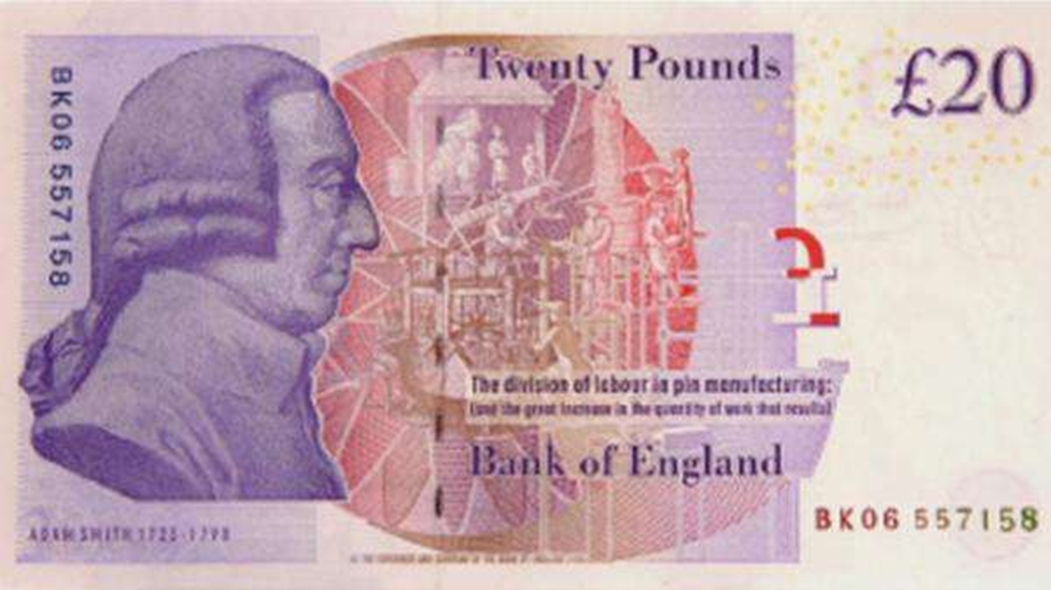 BK06 557158
Twenty Pounds
£20
The division of labour in pin manufacturing:
(and the great increase in the quantity of work that results)
Bank of England
BK06 557158
ADAM SMITH 1723-1790